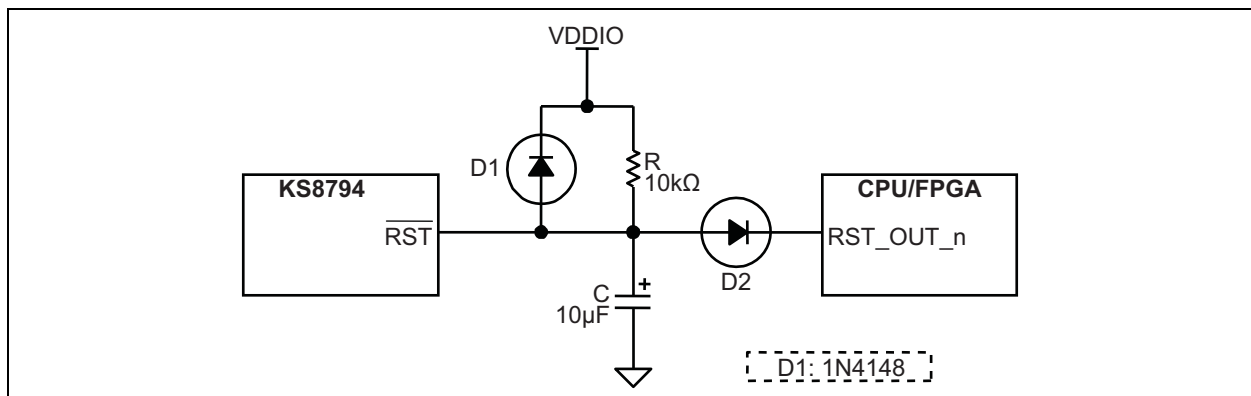 VDDIO
D1
R
10kΩ
KS8794
RST
CPU/FPGA
RST_OUT_n
D2
C
+
10µF
D1: 1N4148